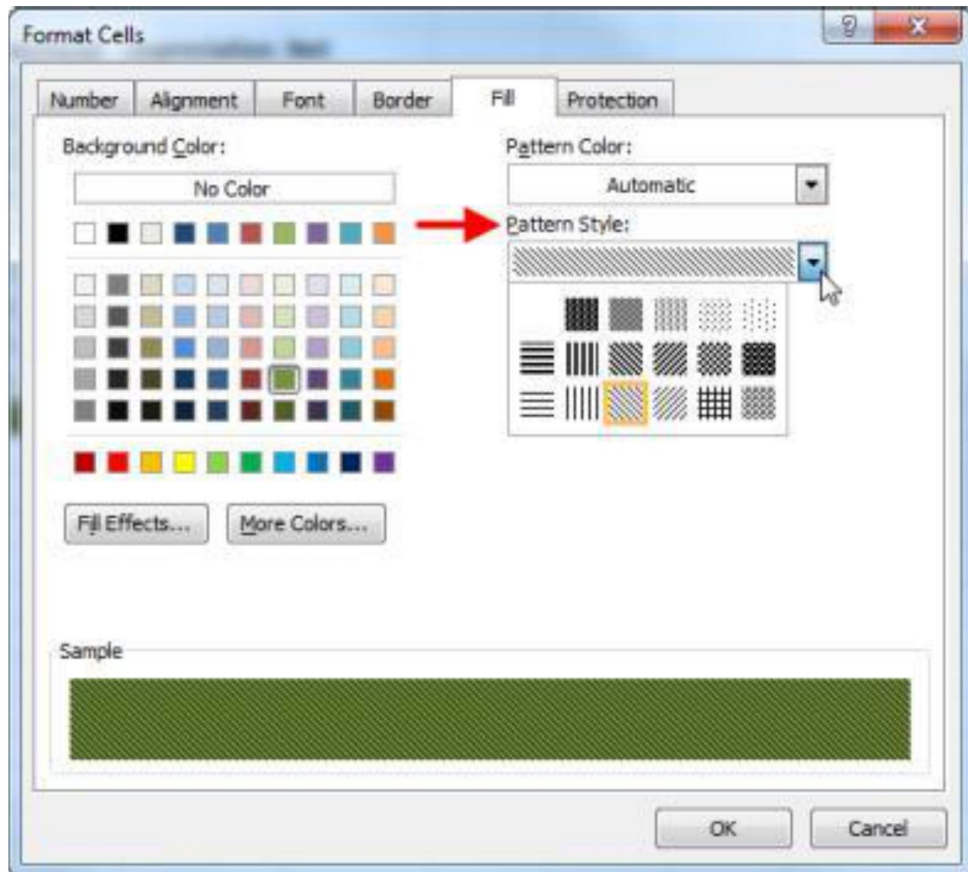 Format Cells
Number Alignment Font Border Fill Protection
Background Color:
No Color
Pattern Color:
Automatic
Pattern Style:
Fill Effects... More Colors...
Sample
OK Cancel